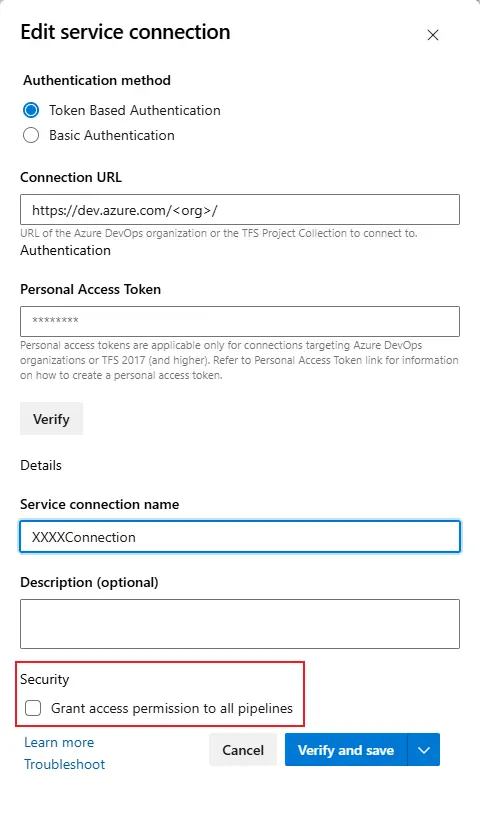 Edit service connection
Authentication method
Token Based Authentication
Basic Authentication
Connection URL
https://dev.azure.com/<org>/
URL of the Azure DevOps organization or the TFS Project Collection to connect to.
Authentication
Personal Access Token
********
Personal access tokens are applicable only for connections targeting Azure DevOps
organizations or TFS 2017 (and higher). Refer to Personal Access Token link for information
on how to create a personal access token.
Verify
Details
Service connection name
XXXXConnection
Description (optional)
Security
Grant access permission to all pipelines
Learn more
Troubleshoot
Cancel
Verify and save